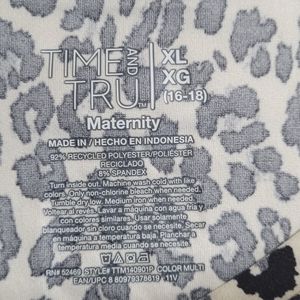 TIME AND TRU™ XL XG (16-18)
Maternity
MADE IN / HECHO EN INDONESIA
92% RECYCLED POLYESTER/POLIÉSTER
RECICLADO
8% SPANDEX
Turn inside out. Machine wash cold with like
colors. Only non-chlorine bleach when needed.
Tumble dry low. Medium iron when needed.
Voltear al revés. Lavar a máquina con agua fría y
con colores similares. Usar solamente
blanqueador sin cloro cuando se necesite. Secar
en máquina a temperatura baja. Planchar a
temperatura media cuando se necesite.
RN# 52469 STYLE# TTM140901P COLOR MULTI
EAN/UPC 8 80979378619 - 11V